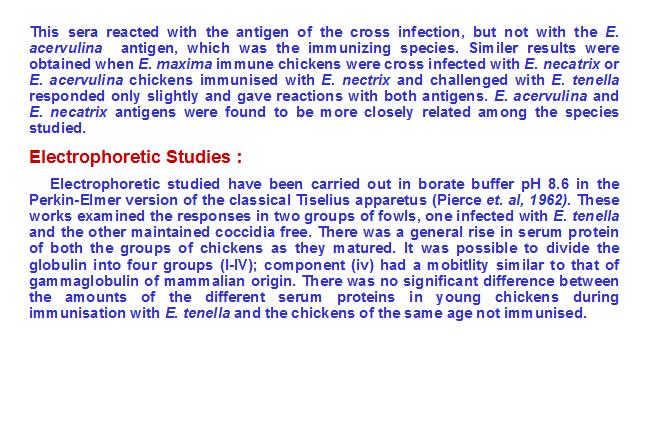 This sera reacted with the antigen of the cross infection, but not with the E.
acervulina antigen, which was the immunizing species. Similer results were
obtained when E. maxima immune chickens were cross infected with E. necatrix or
E. acervulina chickens immunised with E. nectrix and challenged with E. tenella
responded only slightly and gave reactions with both antigens. E. acervulina and
E. necatrix antigens were found to be more closely related among the species
studied.
Electrophoretic Studies :
Electrophoretic studied have been carried out in borate buffer pH 8.6 in the
Perkin-Elmer version of the classical Tiselius apparetus (Pierce et. al, 1962). These
works examined the responses in two groups of fowls, one infected with E. tenella
and the other maintained coccidia free. There was a general rise in serum protein
of both the groups of chickens as they matured. It was possible to divide the
globulin into four groups (I-IV); component (iv) had a mobitlity similar to that of
gammaglobulin of mammalian origin. There was no significant difference between
the amounts of the different serum proteins in young chickens during
immunisation with E. tenella and the chickens of the same age not immunised.